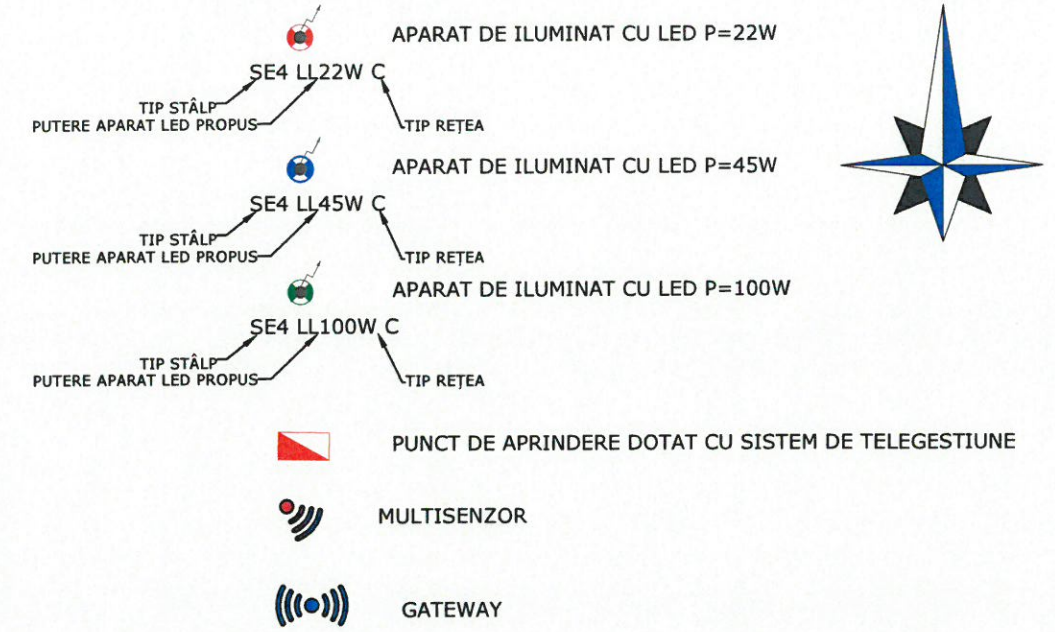 APARAT DE ILUMINAT CU LED P=22W
SE4 LL22W C
TIP STÂLP
PUTERE APARAT LED PROPUS
TIP REȚEA
APARAT DE ILUMINAT CU LED P=45W
SE4 LL45W C
TIP STÂLP
PUTERE APARAT LED PROPUS
TIP REȚEA
APARAT DE ILUMINAT CU LED P=100W
SE4 LL100W C
TIP STÂLP
PUTERE APARAT LED PROPUS
TIP REȚEA
PUNCT DE APRINDERE DOTAT CU SISTEM DE TELEGESTIUNE
MULTISENZOR
GATEWAY